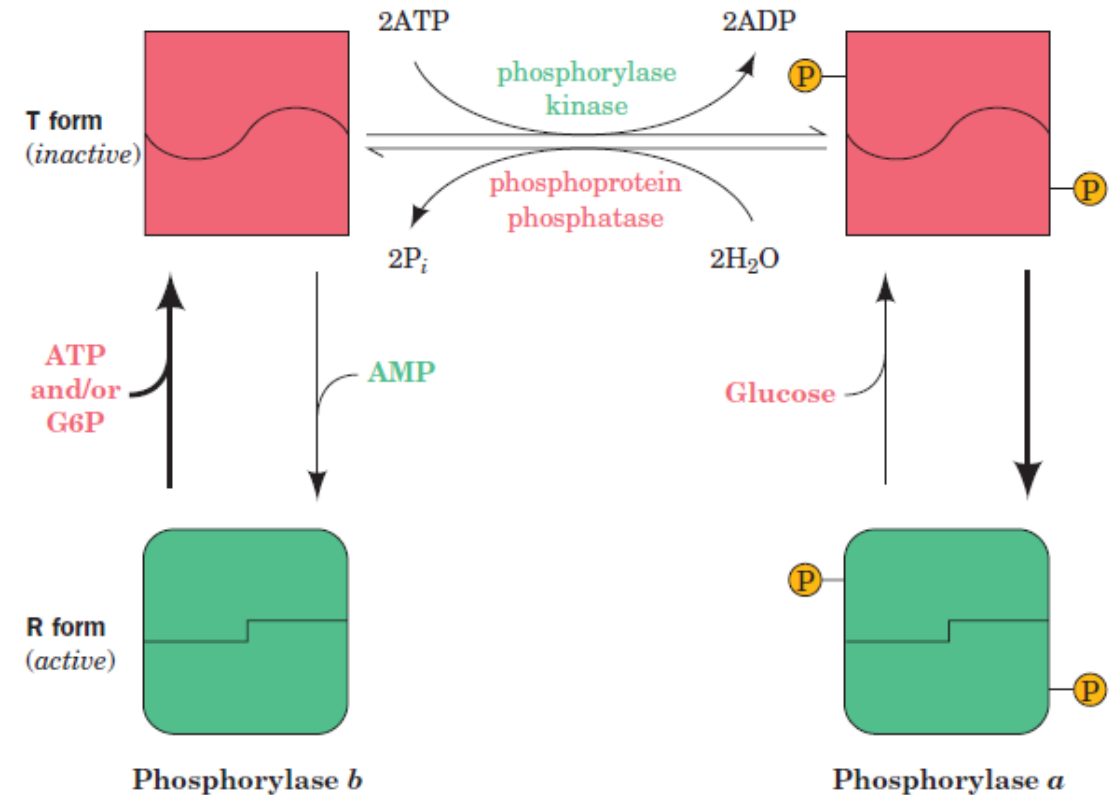 2ATP
2ADP
phosphorylase
kinase
P
T form
(inactive)
phosphoprotein
phosphatase
P
2Pi
2H2O
ATP
and/or
G6P
AMP
Glucose
P
R form
(active)
P
Phosphorylase b
Phosphorylase a